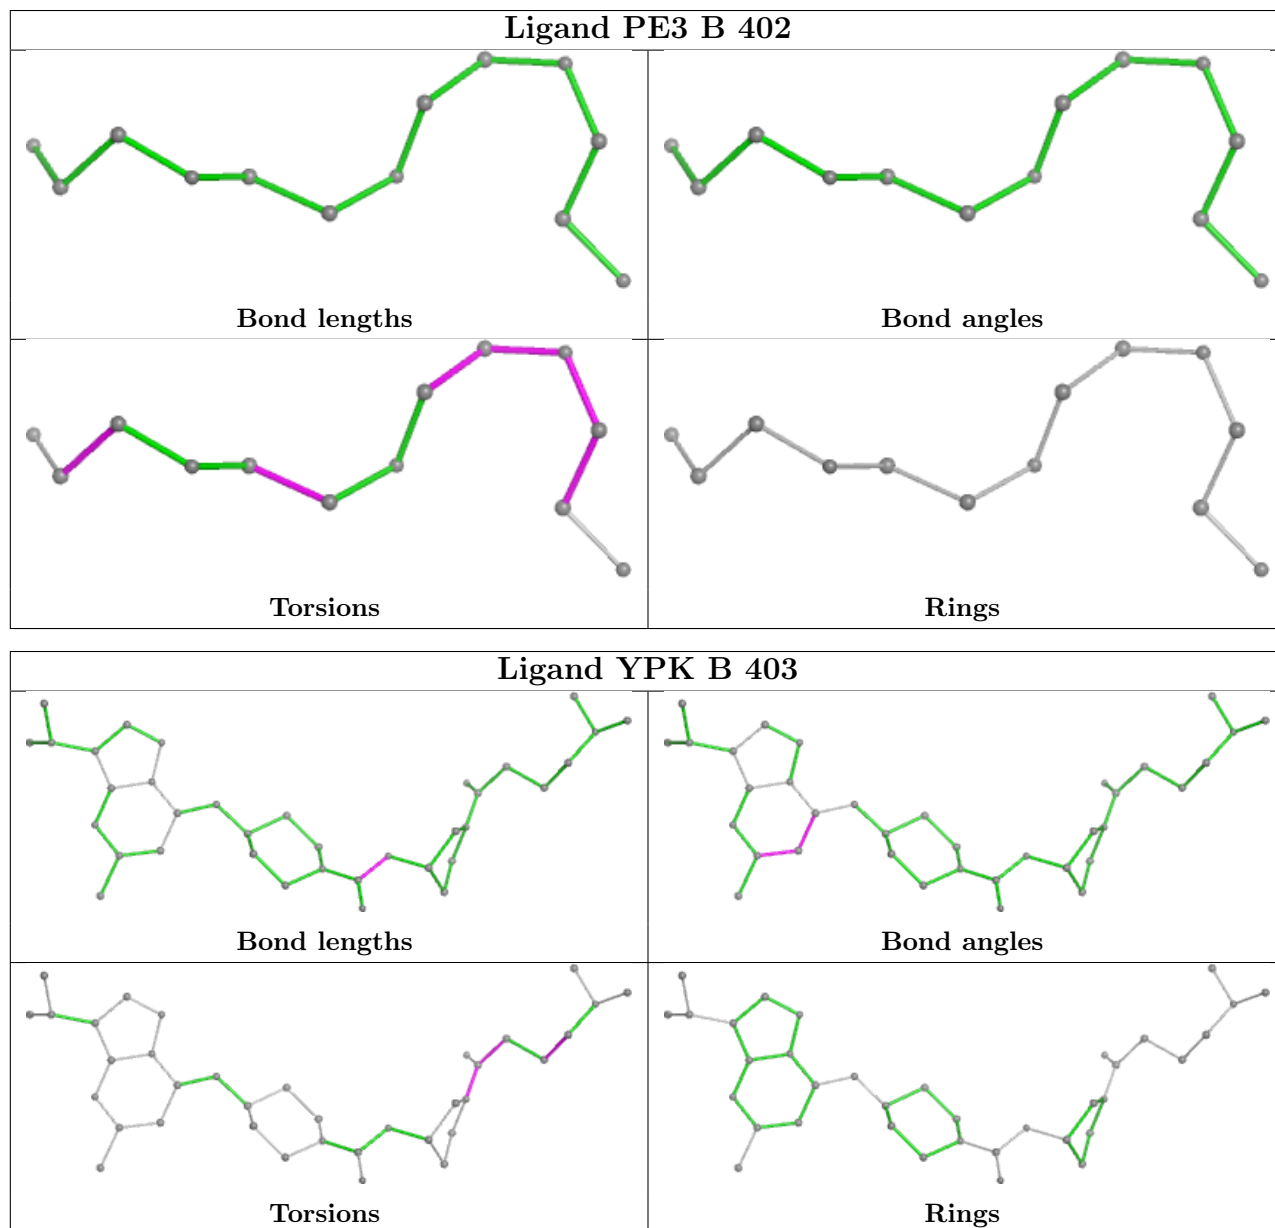 Ligand PE3 B 402
Bond lengths
Bond angles
Torsions
Rings
Ligand YPK B 403
Bond lengths
Bond angles
Torsions
Rings